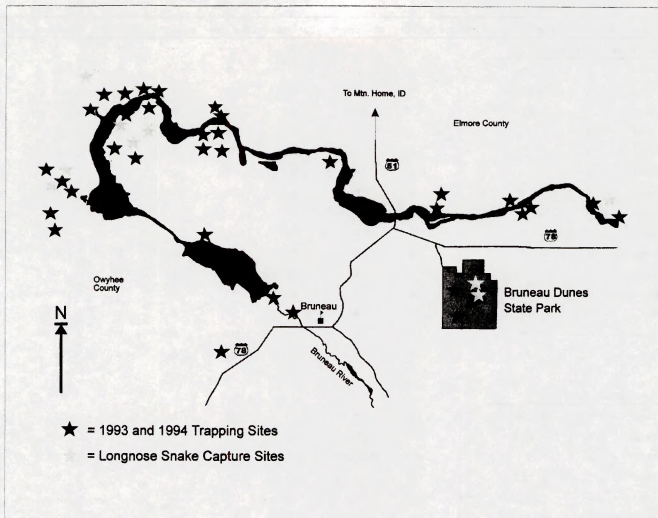 To Mtn. Home, ID
Elmore County
51
78
Owyhee
County
Bruneau
Bruneau Dunes
State Park
N
78
Bruneau River
= 1993 and 1994 Trapping Sites
= Longnose Snake Capture Sites